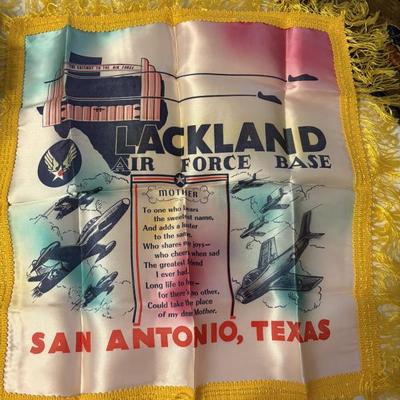 THE GATEWAY TO THE AIR FORCE
LACKLAND
AIR FORCE BASE
MOTHER
To one who bears
the sweetest name,
And adds a luster
to the same,
Who shares my joys—
who cheers when sad
The greatest friend
I ever had.
Long life to her—
for there's no other,
Could take the place
of my dear Mother.
SAN ANTONIO, TEXAS